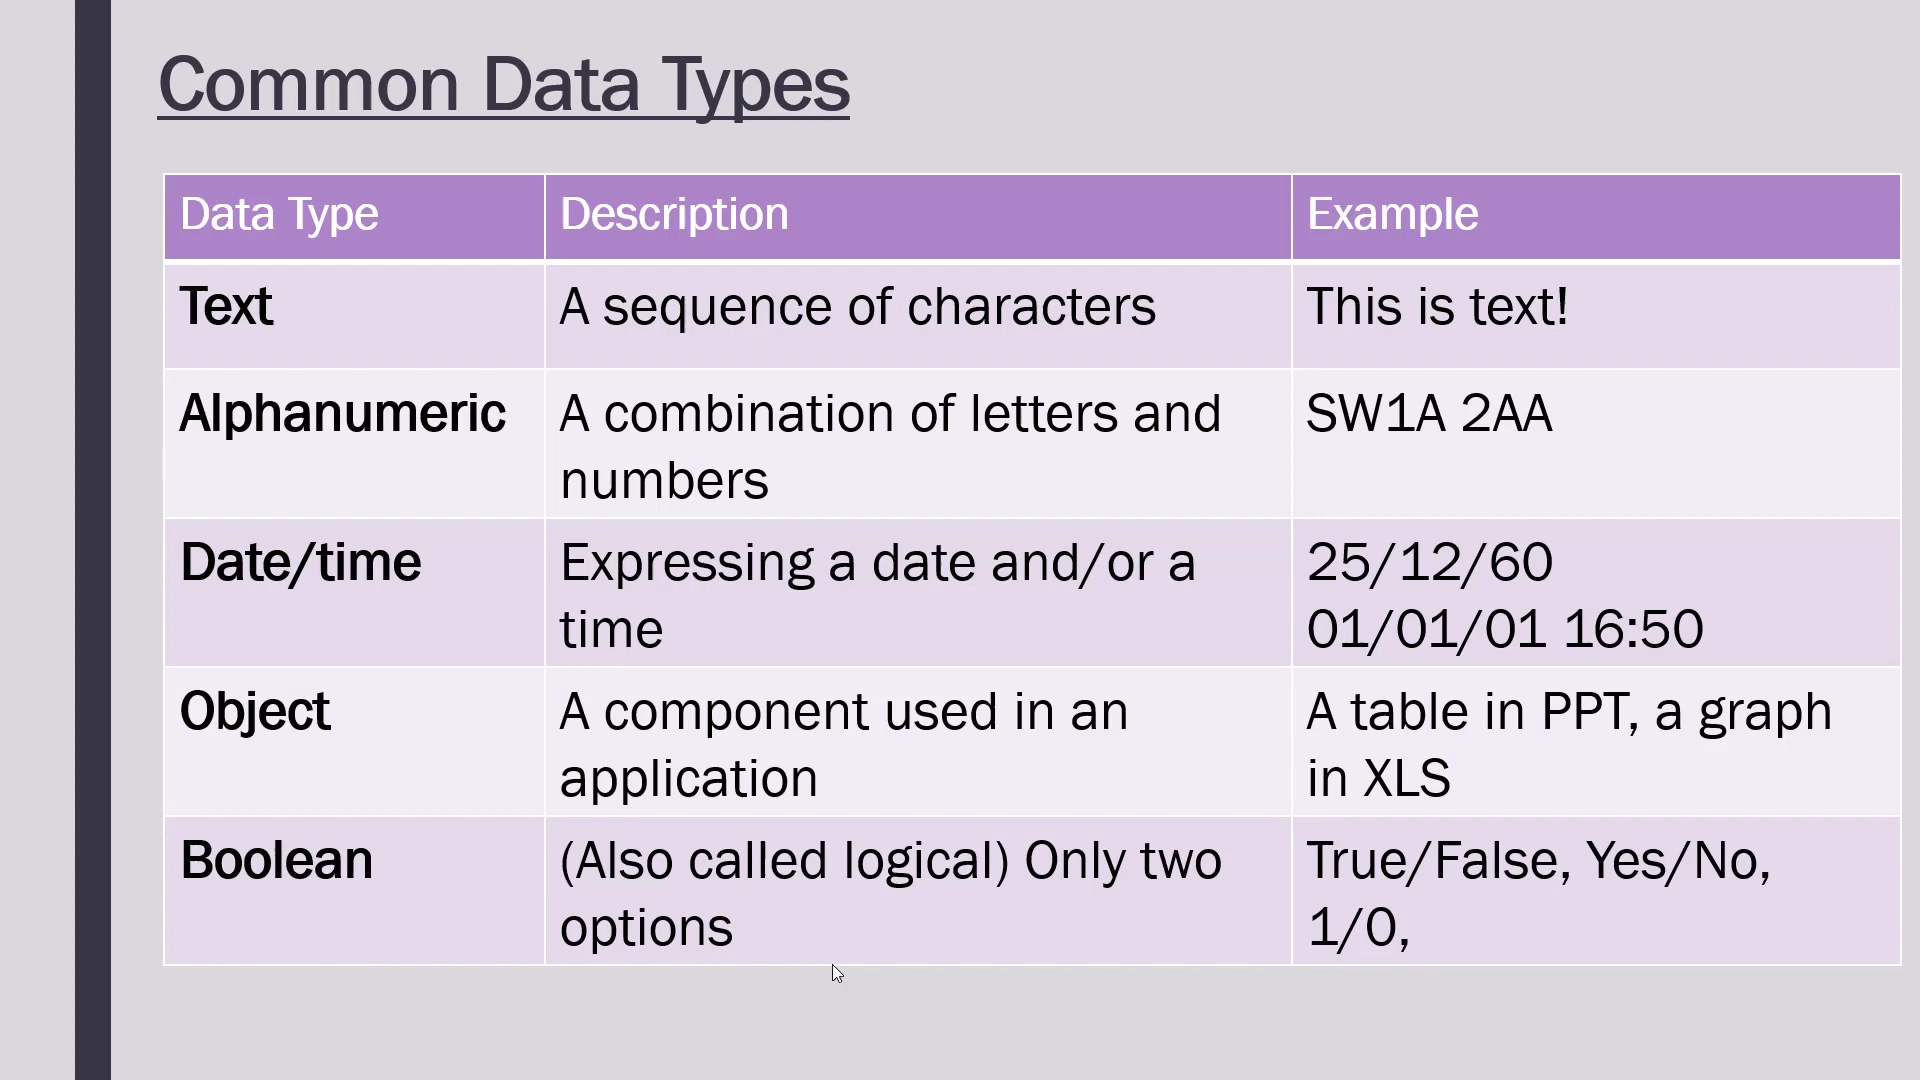 Common Data Types
Data Type Description Example
Text A sequence of characters This is text!
Alphanumeric A combination of letters and SW1A 2AA
numbers
Date/time Expressing a date and/or a 25/12/60
time 01/01/01 16:50
Object A component used in an A table in PPT, a graph
application in XLS
Boolean (Also called logical) Only two True/False, Yes/No,
options 1/0,